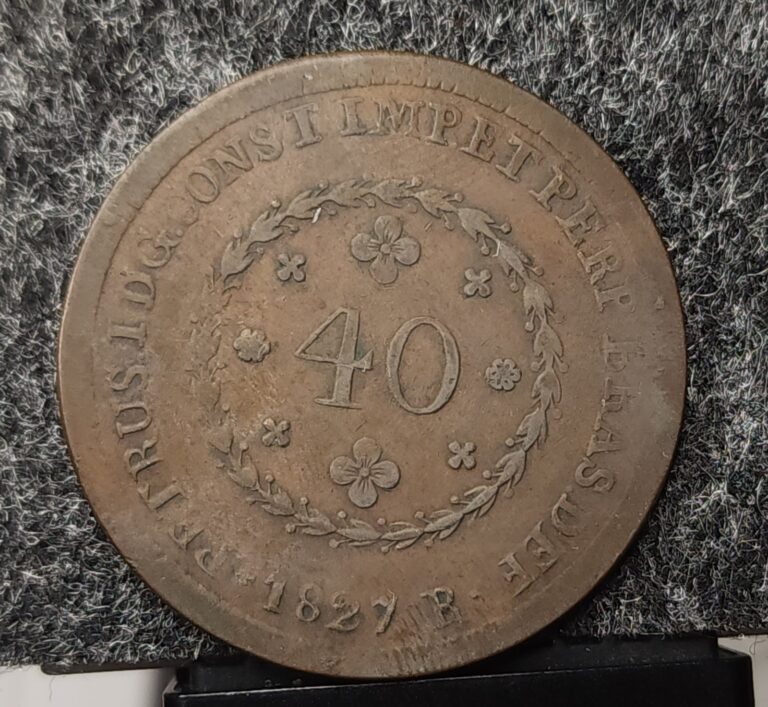 PETRUS I D.G. CONST IMP ET PERP BRAS DEF
40
1827 R.